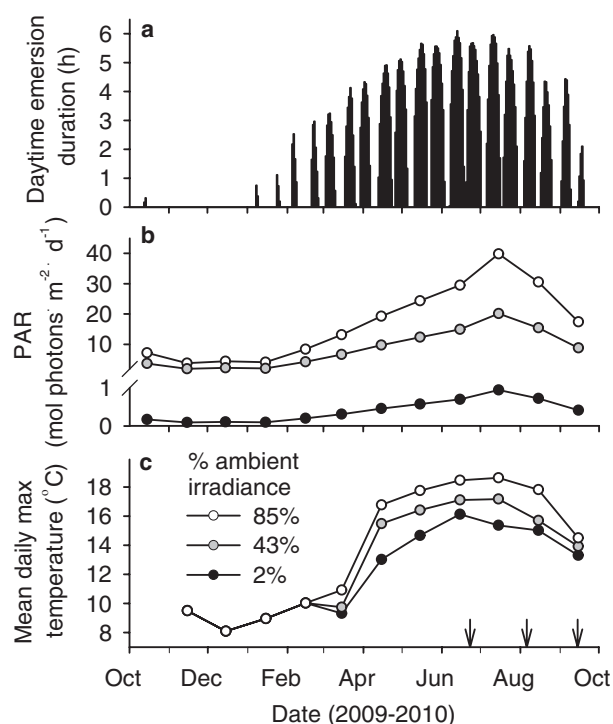 a
Daytime emersion
duration (h)
6
5
4
3
2
1
0
b
PAR
(mol photons· m⁻²· d⁻¹)
40
30
20
10
1
0
c
Mean daily max
temperature (°C)
18
16
14
12
10
8
% ambient
irradiance
85%
43%
2%
Oct Dec Feb Apr Jun Aug Oct
Date (2009-2010)